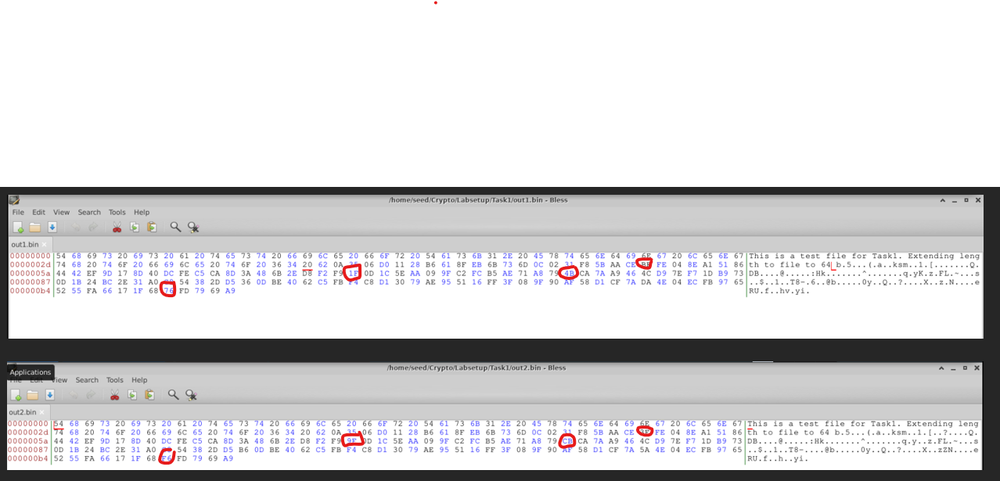 /home/seed/Crypto/Labsetup/Task1/out1.bin - Bless
File Edit View Search Tools Help
out1.bin
00000000 54 68 69 73 20 69 73 20 61 20 74 65 73 74 20 66 69 6C 65 20 66 6F 72 20 54 61 73 6B 31 2E 20 45 78 74 65 6E 64 69 6E 67 20 6C 65 6E 67 This is a test file for Task1. Extending leng
0000002d 74 68 20 74 6F 20 66 69 6C 65 20 74 6F 20 36 34 20 62 0A 35 06 D0 11 28 B6 61 8F EB 6B 73 6D 0C 02 31 F8 5B AA CE BF FE 04 8E A1 51 86 th to file to 64 b.5...(.a..ksm..1.[.......Q.
0000005a 44 42 EF 9D 17 8D 40 DC FE C5 CA 8D 3A 48 6B 2E D8 F2 F9 1F 0D 1C 5E AA 09 9F C2 FC B5 AE 71 A8 79 4B CA 7A A9 46 4C D9 7E F7 1D B9 73 DB....@.....:Hk.......^.......q.yK.z.FL.~...s
00000087 0D 1B 24 BC 2E 31 A0 54 38 2D D5 36 0D BE 40 62 C5 FB F4 C8 D1 30 79 AE 95 51 16 FF 3F 08 9F 90 AF 58 D1 CF 7A DA 4E 04 EC FB 97 65 ..$..1..T8-.6..@b.....0y..Q..?....X..z.N....e
000000b4 52 55 FA 66 17 1F 68 76 FD 79 69 A9 RU.f..hv.yi.
/home/seed/Crypto/Labsetup/Task1/out2.bin - Bless
Applications
File Edit View Search Tools Help
out2.bin
00000000 54 68 69 73 20 69 73 20 61 20 74 65 73 74 20 66 69 6C 65 20 66 6F 72 20 54 61 73 6B 31 2E 20 45 78 74 65 6E 64 69 6E 67 20 6C 65 6E 67 This is a test file for Task1. Extending leng
0000002d 74 68 20 74 6F 20 66 69 6C 65 20 74 6F 20 36 34 20 62 0A 35 06 D0 11 28 B6 61 8F EB 6B 73 6D 0C 02 31 F8 5B AA CE 3F FE 04 8E A1 51 86 th to file to 64 b.5...(.a..ksm..1.[..?....Q.
0000005a 44 42 EF 9D 17 8D 40 DC FE C5 CA 8D 3A 48 6B 2E D8 F2 F9 9F 0D 1C 5E AA 09 9F C2 FC B5 AE 71 A8 79 CB CA 7A A9 46 4C D9 7E F7 1D B9 73 DB....@.....:Hk.......^.......q.y..z.FL.~...s
00000087 0D 1B 24 BC 2E 31 A0 54 38 2D D5 B6 0D BE 40 62 C5 FB F4 C8 D1 30 79 AE 95 51 16 FF 3F 08 9F 90 AF 58 D1 CF 7A 5A 4E 04 EC FB 97 65 ..$..1..T8-....@b.....0y..Q..?....X..zZN....e
000000b4 52 55 FA 66 17 1F 68 F6 FD 79 69 A9 RU.f..h..yi.